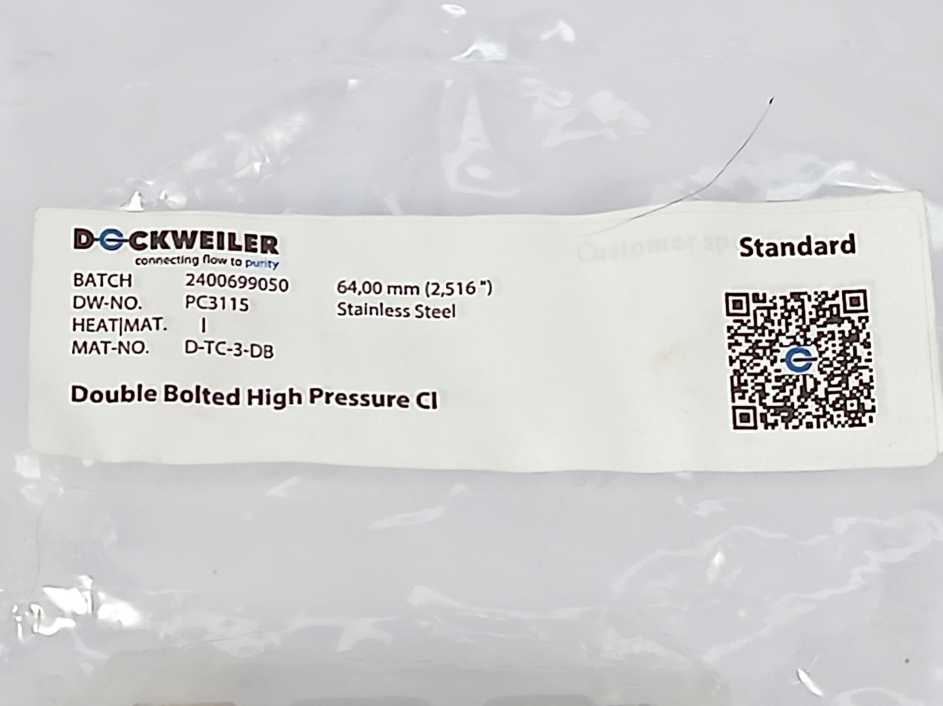 DOCKWEILER
connecting flow to purity
BATCH 2400699050
DW-NO. PC3115
HEAT|MAT. |
MAT-NO. D-TC-3-DB
64,00 mm (2,516 ")
Stainless Steel
Double Bolted High Pressure Cl
Customer
Standard